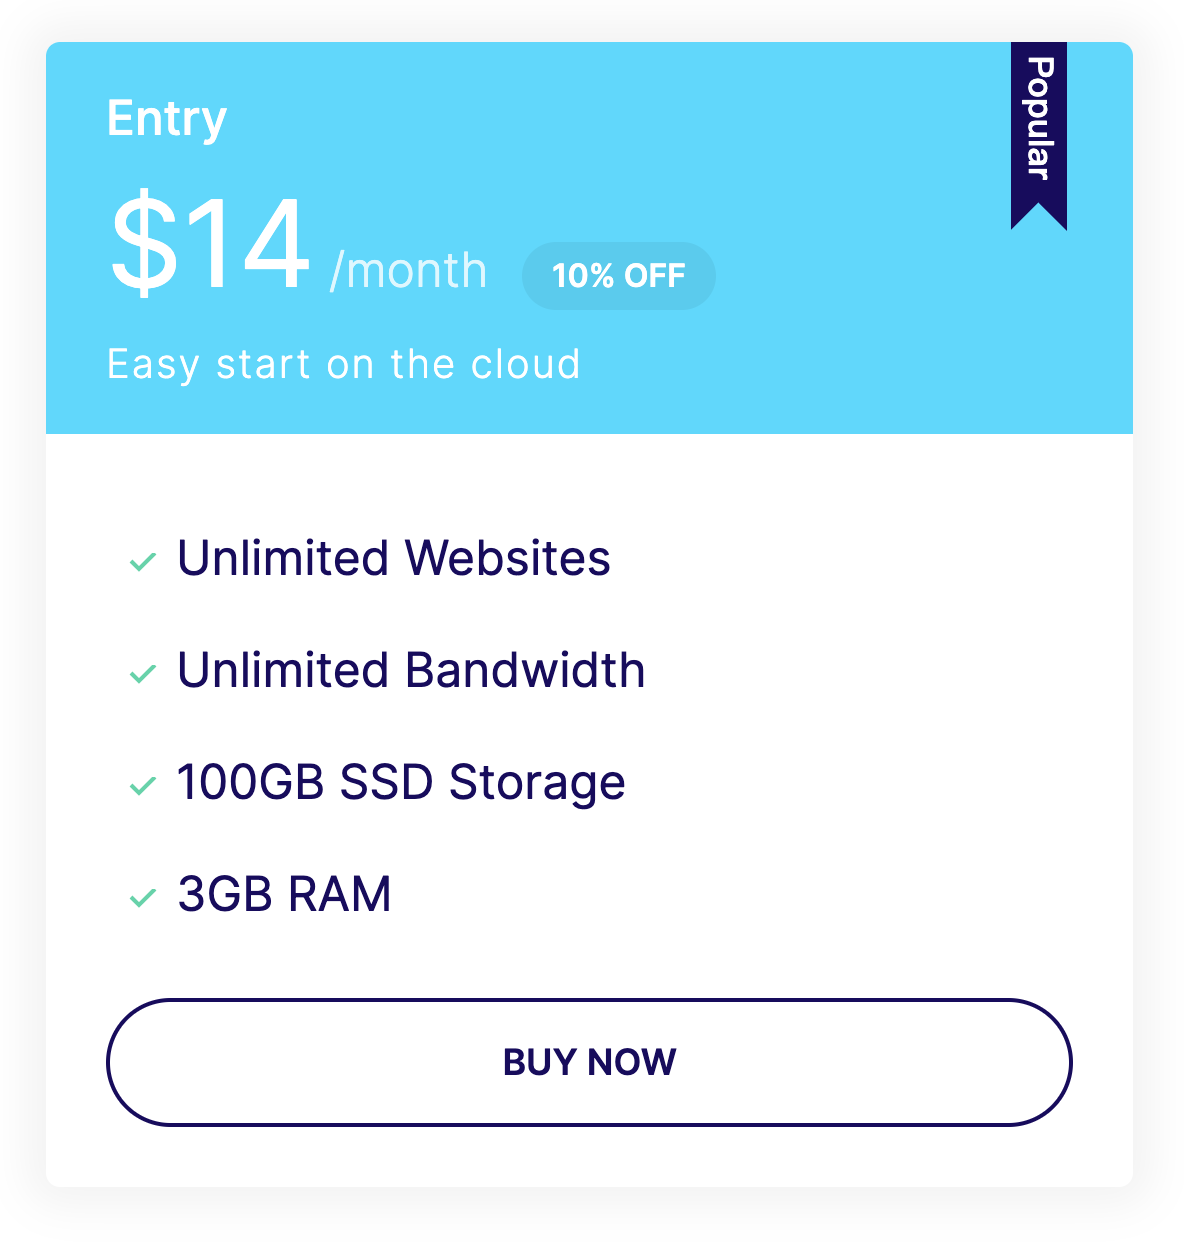 Entry
Popular
$14 /month 10% OFF
Easy start on the cloud
Unlimited Websites
Unlimited Bandwidth
100GB SSD Storage
3GB RAM
BUY NOW